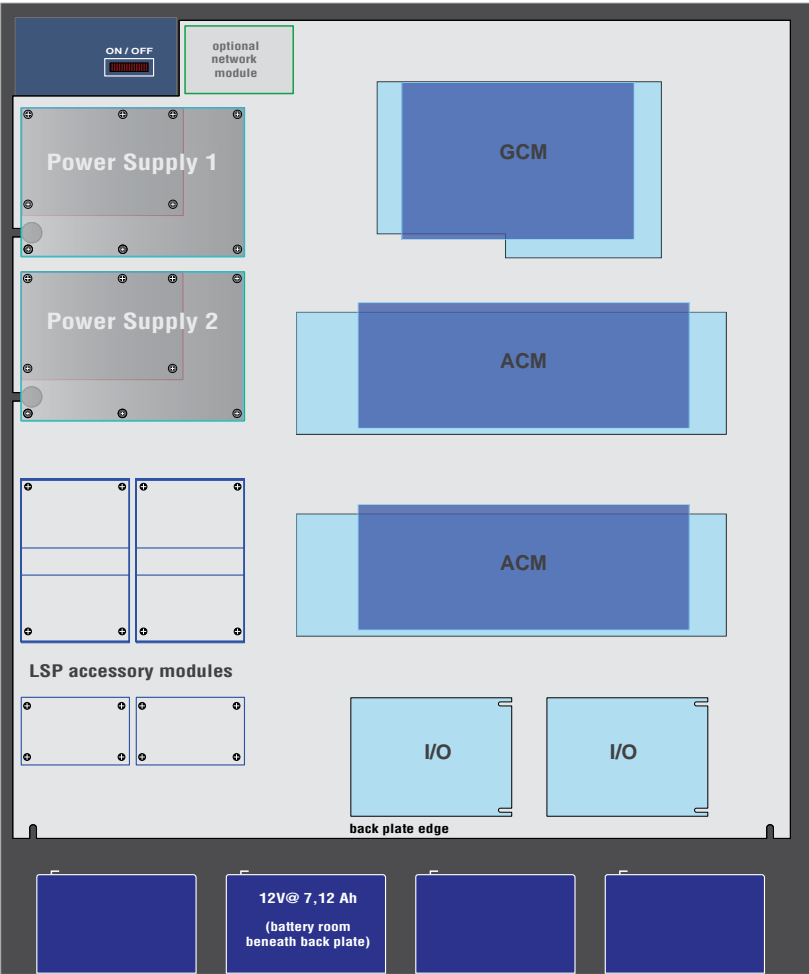 ON / OFF
optional
network
module
Power Supply 1
GCM
Power Supply 2
ACM
ACM
LSP accessory modules
I/O
I/O
back plate edge
12V@ 7,12 Ah
(battery room
beneath back plate)